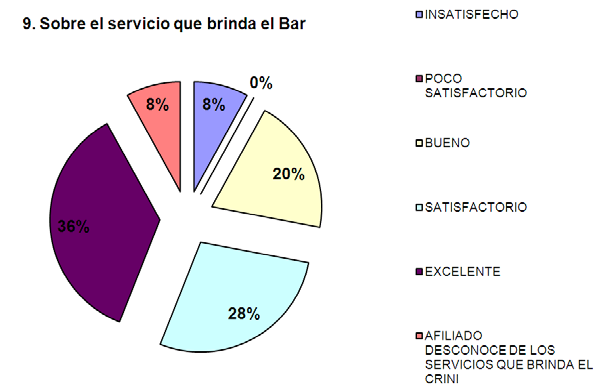 9. Sobre el servicio que brinda el Bar
8%
8%
0%
20%
36%
28%
INSATISFECHO
POCO
SATISFACTORIO
BUENO
SATISFACTORIO
EXCELENTE
AFILIADO
DESCONOCE DE LOS
SERVICIOS QUE BRINDA EL
CRINI